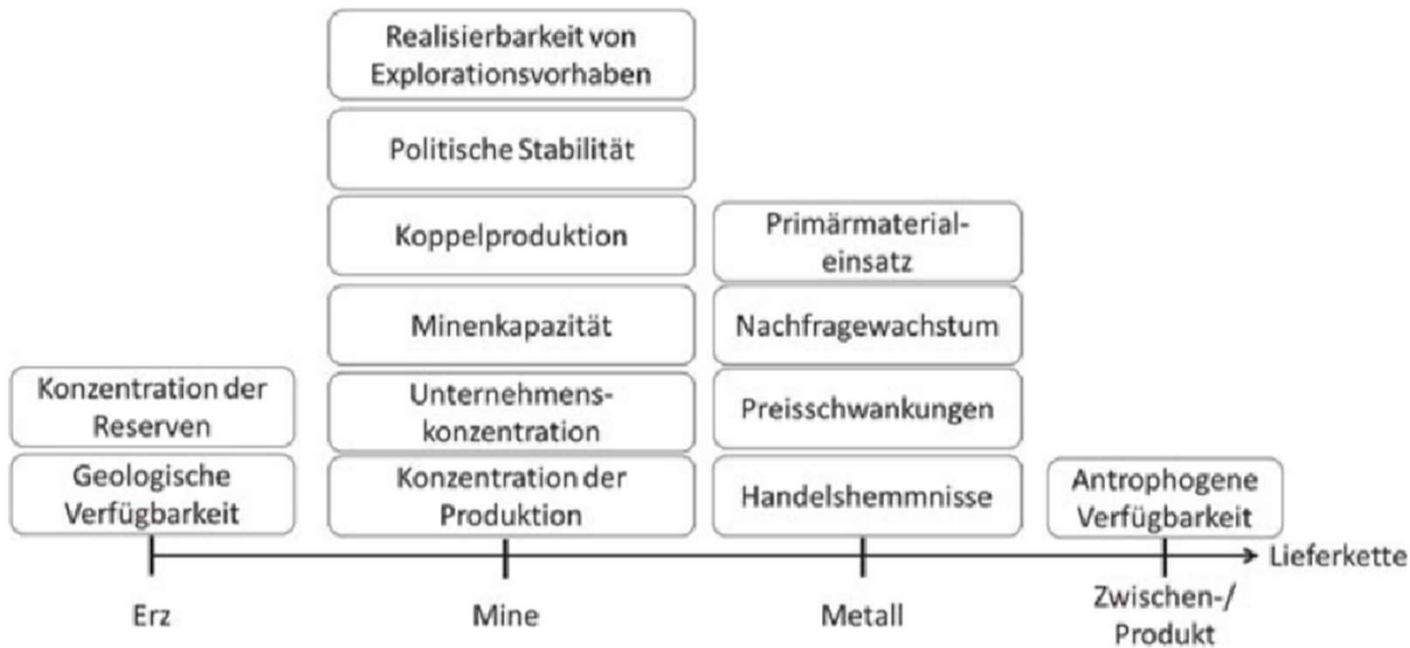 Realisierbarkeit von
Explorationsvorhaben
Politische Stabilität
Koppelproduktion
Primärmaterial-
einsatz
Minenkapazität
Nachfragewachstum
Konzentration der
Reserven
Unternehmens-
konzentration
Preisschwankungen
Geologische
Verfügbarkeit
Konzentration der
Produktion
Handelshemmnisse
Antrophogene
Verfügbarkeit
Lieferkette
Erz
Mine
Metall
Zwischen-/
Produkt